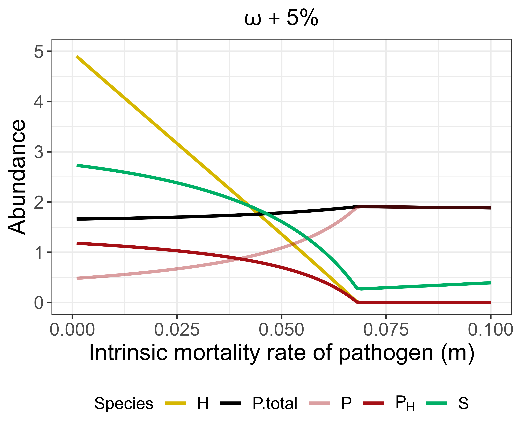 ω + 5%
5
4
3
2
1
0
Abundance
0.000 0.025 0.050 0.075 0.100
Intrinsic mortality rate of pathogen (m)
Species H P.total P P_H S